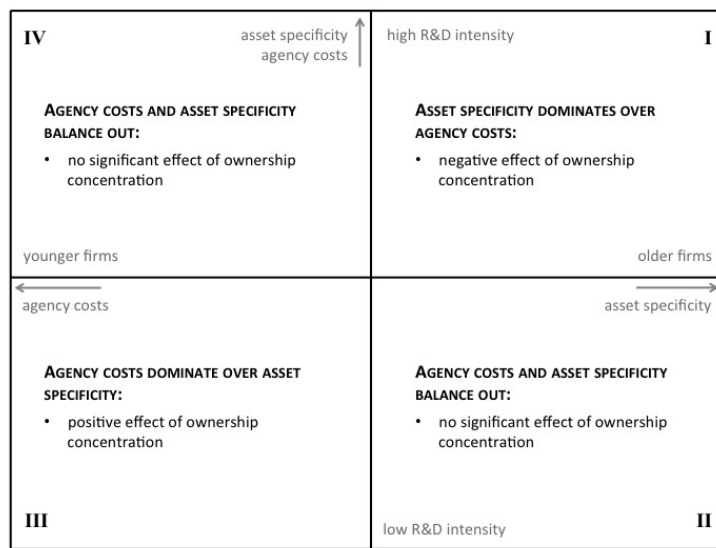 IV
asset specificity
agency costs
AGENCY COSTS AND ASSET SPECIFICITY
BALANCE OUT:
• no significant effect of ownership
concentration
younger firms
high R&D intensity
I
ASSET SPECIFICITY DOMINATES OVER
AGENCY COSTS:
• negative effect of ownership
concentration
older firms
agency costs
AGENCY COSTS DOMINATE OVER ASSET
SPECIFICITY:
• positive effect of ownership
concentration
III
asset specificity
AGENCY COSTS AND ASSET SPECIFICITY
BALANCE OUT:
• no significant effect of ownership
concentration
low R&D intensity
II